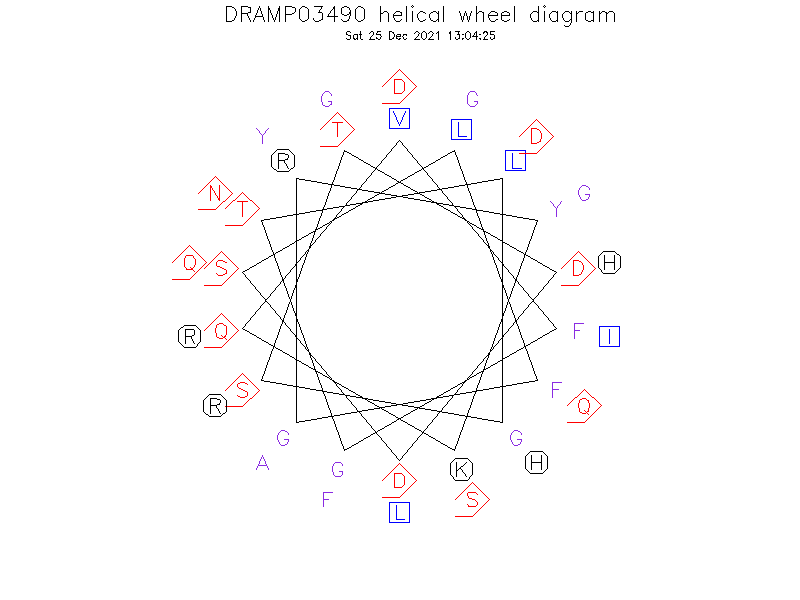 DRAMP03490 helical wheel diagram
Sat 25 Dec 2021 13:04:25
D
G G
V
T L
Y D
R L
N G
T Y
Q S D H
R Q F I
S F
R Q
G G
A H
G K
D
F S
L